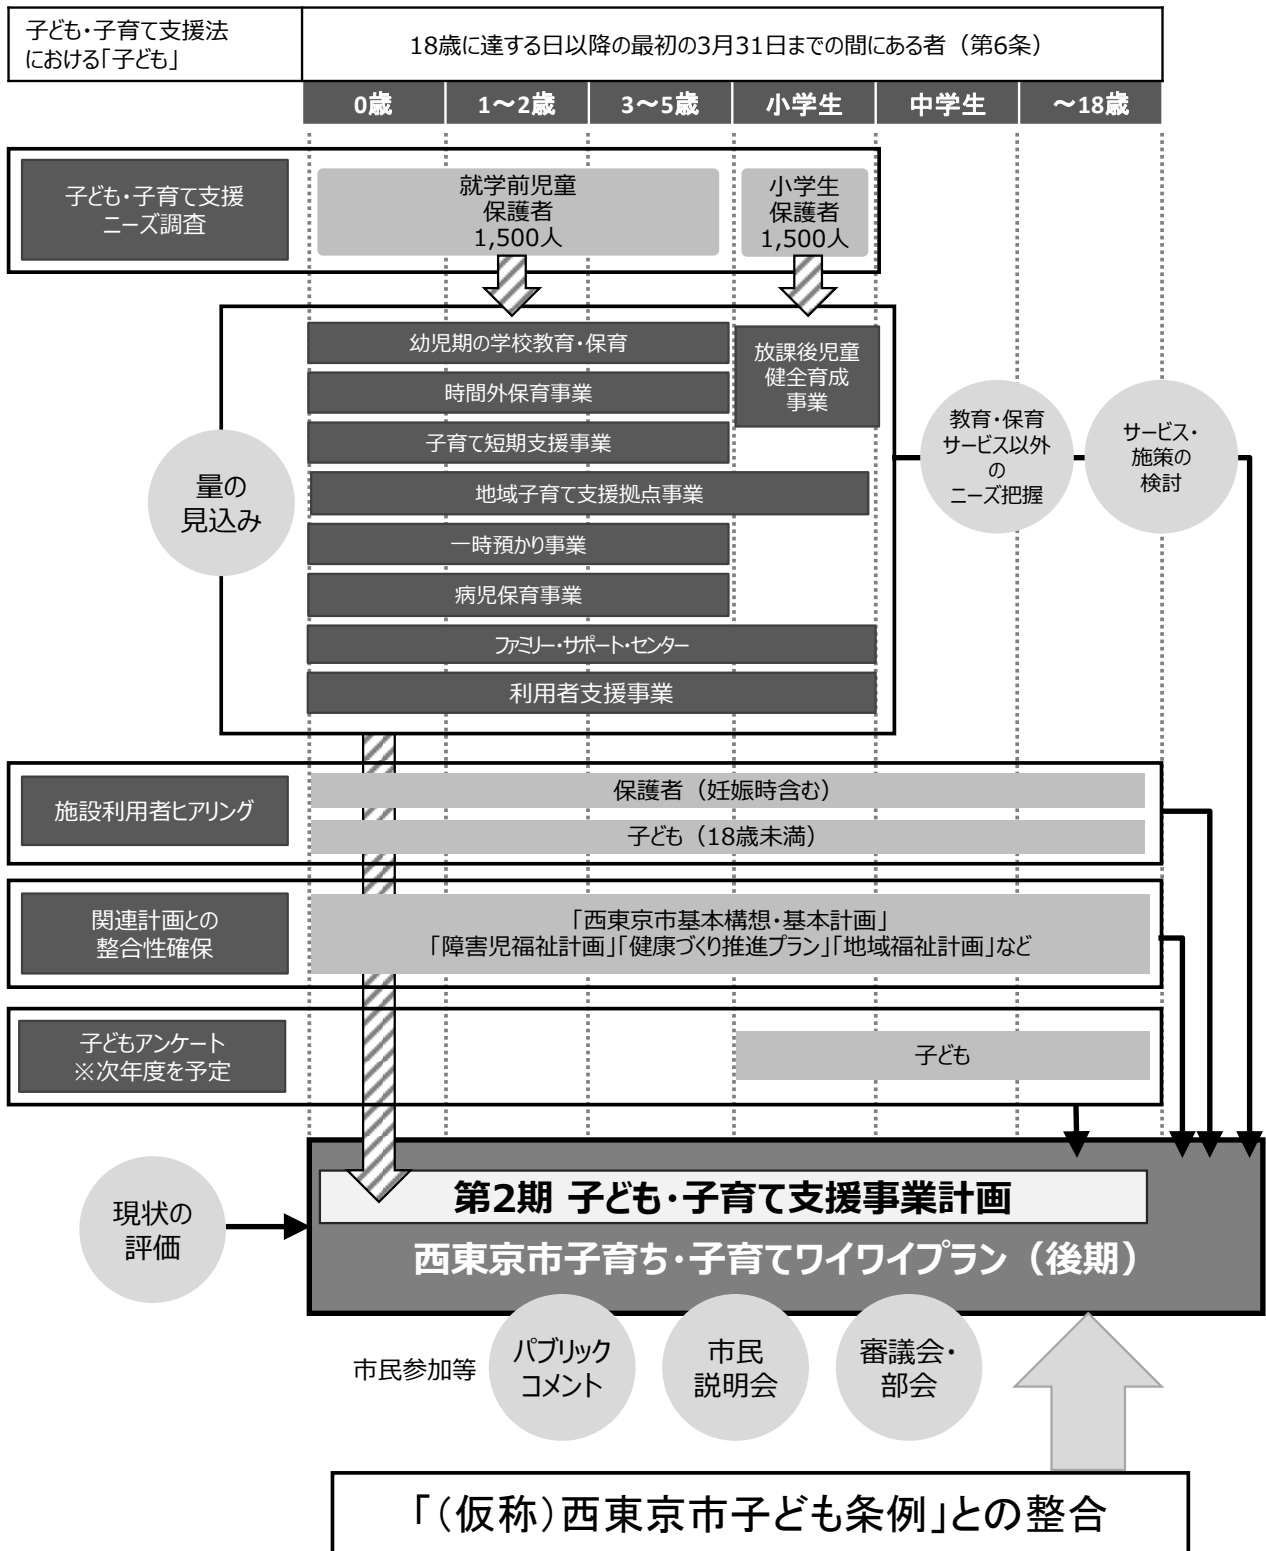 子ども・子育て支援法
における「子ども」
18歳に達する日以降の最初の3月31日までの間にある者（第6条）
0歳
1～2歳
3～5歳
小学生
中学生
～18歳
子ども・子育て支援
ニーズ調査
就学前児童
保護者
1,500人
小学生
保護者
1,500人
量の
見込み
幼児期の学校教育・保育
時間外保育事業
子育て短期支援事業
地域子育て支援拠点事業
一時預かり事業
病児保育事業
ファミリー・サポート・センター
利用者支援事業
放課後児童
健全育成
事業
教育・保育
サービス以外
の
ニーズ把握
サービス・
施策の
検討
施設利用者ヒアリング
保護者（妊娠時含む）
子ども（18歳未満）
関連計画との
整合性確保
「西東京市基本構想・基本計画」
「障害児福祉計画」「健康づくり推進プラン」「地域福祉計画」など
子どもアンケート
※次年度を予定
子ども
現状の
評価
第2期 子ども・子育て支援事業計画
西東京市子育ち・子育てワイワイプラン（後期）
市民参加等
パブリック
コメント
市民
説明会
審議会・
部会
「（仮称）西東京市子ども条例」との整合